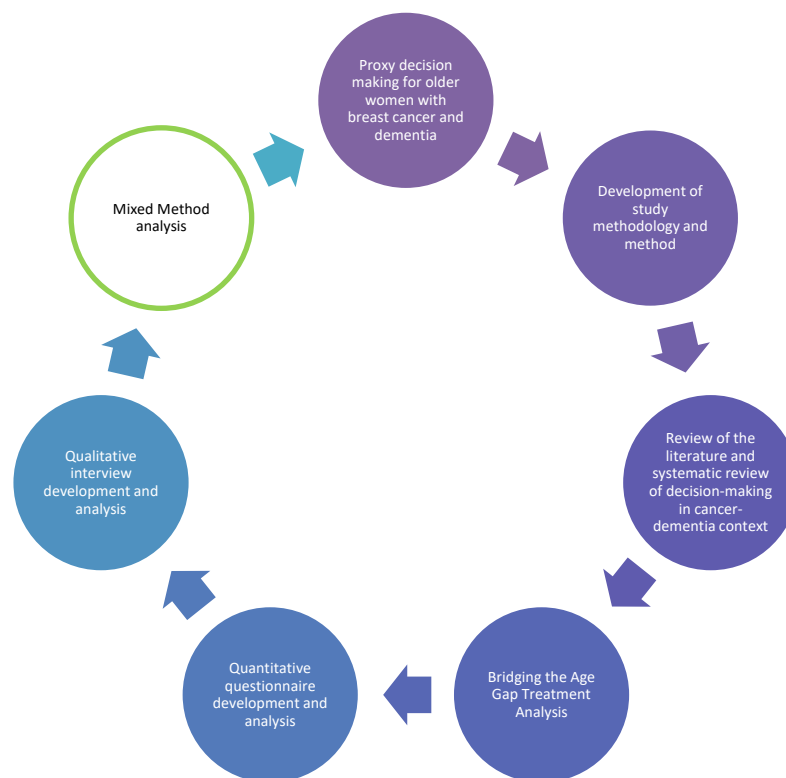 Proxy decision
making for older
women with
breast cancer and
dementia
Development of
study methodology
and method
Review of the
literature and
systematic review
of decision-making
in cancer-
dementia context
Bridging the Age
Gap Treatment
Analysis
Quantitative
questionnaire
development and
analysis
Qualitative
interview
development and
analysis
Mixed Method
analysis